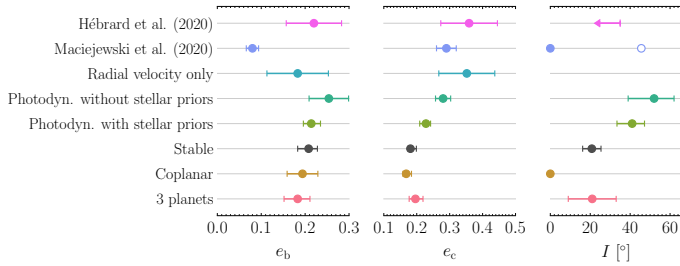 Hébrard et al. (2020)
Maciejewski et al. (2020)
Radial velocity only
Photodyn. without stellar priors
Photodyn. with stellar priors
Stable
Coplanar
3 planets
0.0 0.1 0.2 0.3 0.1 0.2 0.3 0.4 0.5 0 20 40 60
e_b e_c I [°]